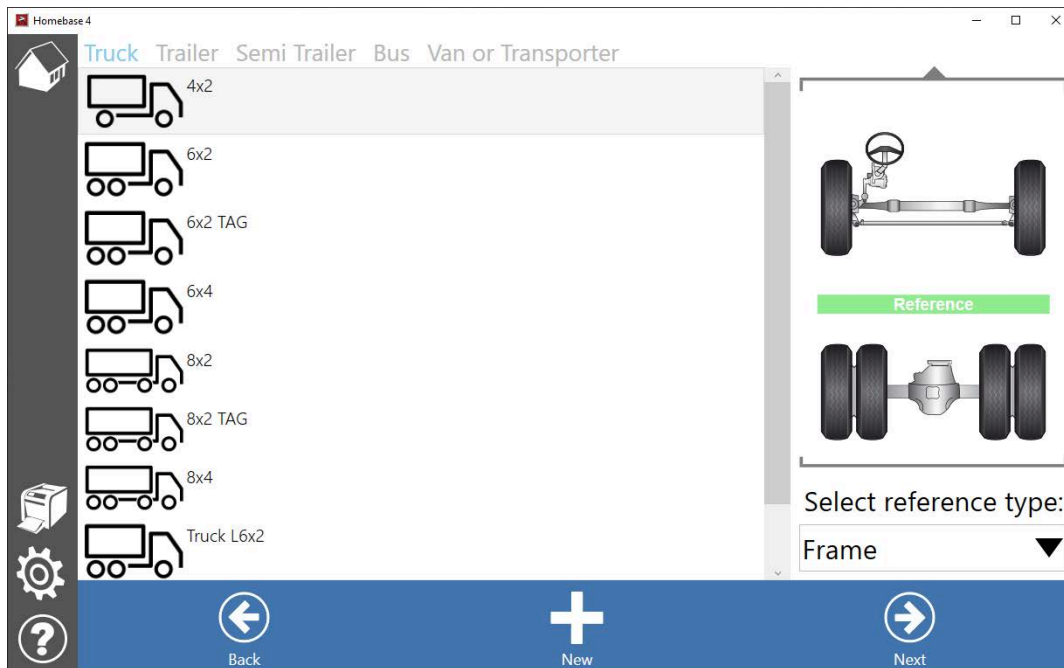 Homebase 4
Truck Trailer Semi Trailer Bus Van or Transporter
4x2
6x2
6x2 TAG
6x4
8x2
8x2 TAG
8x4
Truck L6x2
Reference
Select reference type:
Frame
Back
New
Next